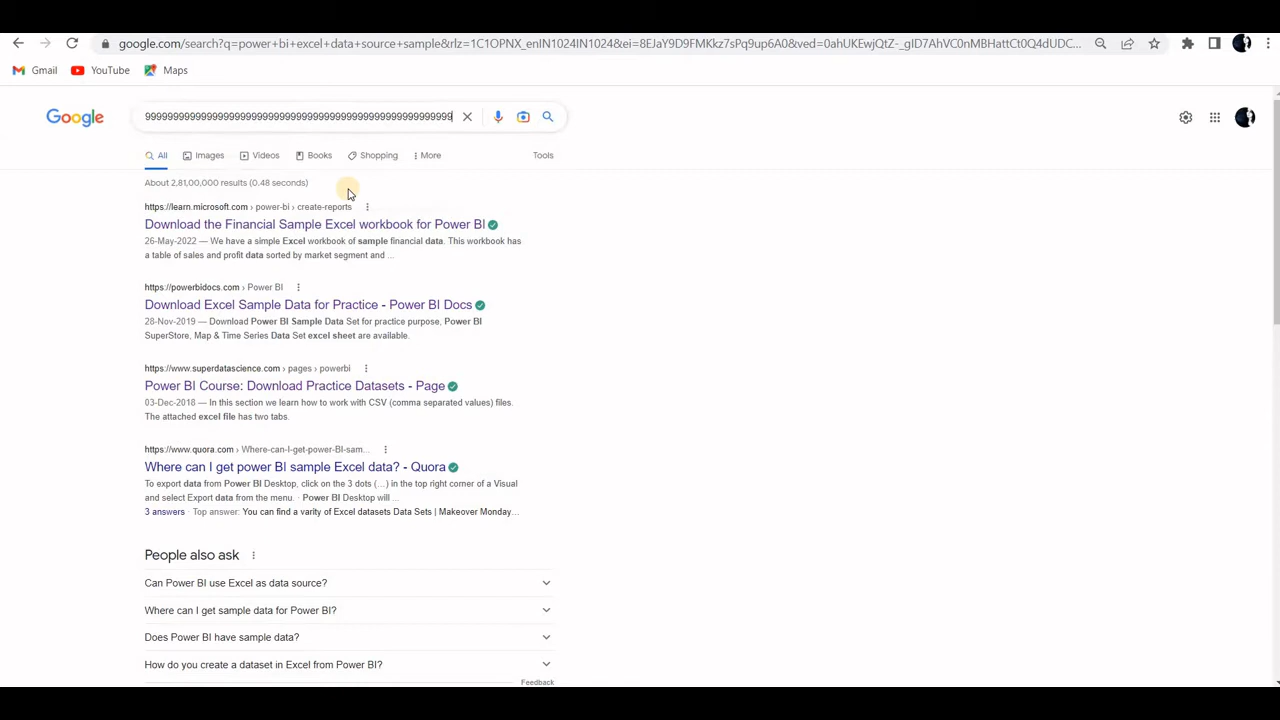 google.com/search?q=power+bi+excel+data+source+sample&rlz=1C1OPNX_enIN1024IN1024&ei=8EJaY9D9FMKkz7sPq9up6A0&ved=0ahUKEwjQtZ-_gID7AhVC0nMBHattCt0Q4dUDC...
Gmail YouTube Maps
Google
All Images Videos Books Shopping More Tools
About 2,81,00,000 results (0.48 seconds)
https://learn.microsoft.com › power-bi › create-reports
Download the Financial Sample Excel workbook for Power BI
26-May-2022 — We have a simple Excel workbook of sample financial data. This workbook has
a table of sales and profit data sorted by market segment and ...
https://powerbidocs.com › Power BI
Download Excel Sample Data for Practice - Power BI Docs
28-Nov-2019 — Download Power BI Sample Data Set for practice purpose, Power BI
SuperStore, Map & Time Series Data Set excel sheet are available.
https://www.superdatascience.com › pages › powerbi
Power BI Course: Download Practice Datasets - Page
03-Dec-2018 — In this section we learn how to work with CSV (comma separated values) files.
The attached excel file has two tabs.
https://www.quora.com › Where-can-I-get-power-BI-sam...
Where can I get power BI sample Excel data? - Quora
To export data from Power BI Desktop, click on the 3 dots (...) in the top right corner of a Visual
and select Export data from the menu. · Power BI Desktop will ...
3 answers · Top answer: You can find a varity of Excel datasets Data Sets | Makeover Monday...
People also ask
Can Power BI use Excel as data source?
Where can I get sample data for Power BI?
Does Power BI have sample data?
How do you create a dataset in Excel from Power BI?
Feedback